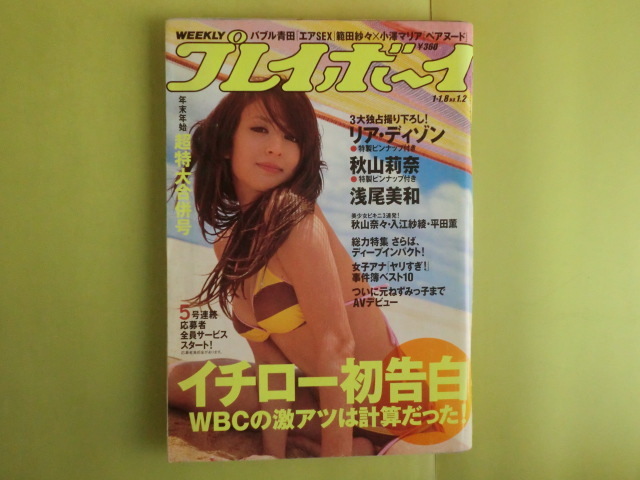 WEEKLY バブル青田「エアSEX」範田紗々×小澤マリア「ペアヌード」
プレイボーイ
¥360
1-1,8 No.1,2
年末年始
超特大合併号
3大独占撮り下ろし!
リア・ディゾン
●特製ピンナップ付き
秋山莉奈
●特製ピンナップ付き
浅尾美和
美少女ビキニ3連発!
秋山奈々・入江紗綾・平田薫
総力特集 さらば、
ディープインパクト!
女子アナ「ヤリすぎ!」
事件簿ベスト10
ついに元ねずみっ子まで
AVデビュー
5号連続
応募者
全員サービス
スタート!
イチロー初告白
WBCの激アツは計算だった!